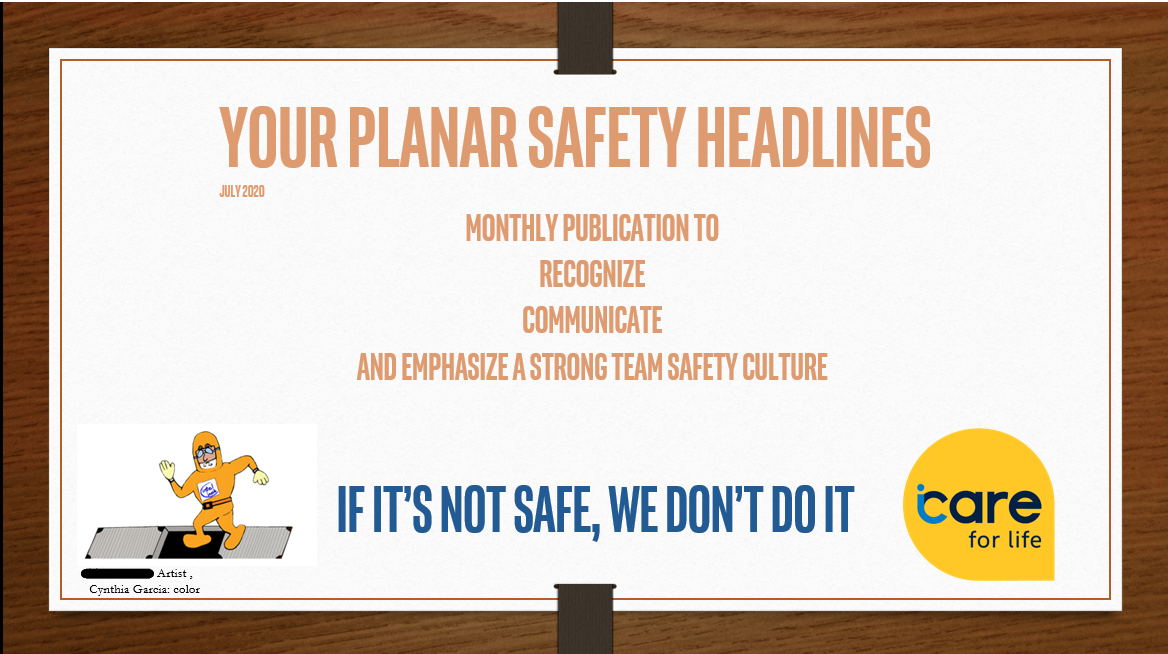 YOUR PLANAR SAFETY HEADLINES
JULY 2020
MONTHLY PUBLICATION TO
RECOGNIZE
COMMUNICATE
AND EMPHASIZE A STRONG TEAM SAFETY CULTURE
IF IT'S NOT SAFE, WE DON'T DO IT
icare
for life
Artist ,
Cynthia Garcia: color